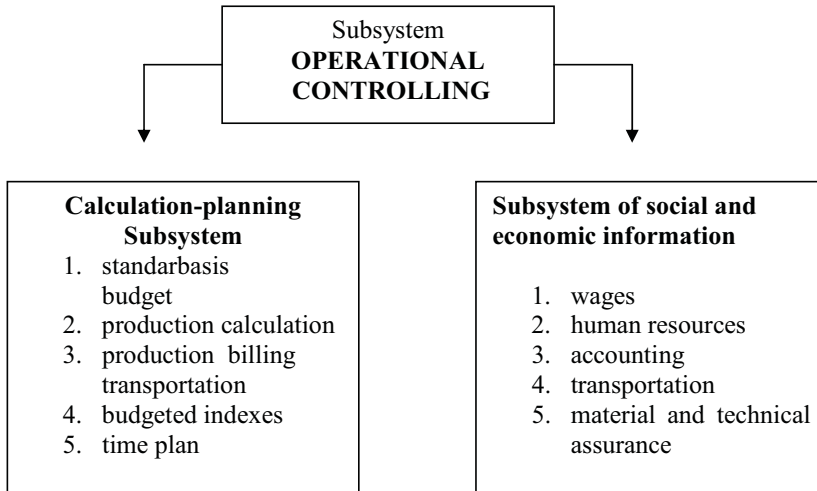 Subsystem
OPERATIONAL
CONTROLLING
Calculation-planning
Subsystem
1. standarbasis
budget
2. production calculation
3. production billing
transportation
4. budgeted indexes
5. time plan
Subsystem of social and
economic information
1. wages
2. human resources
3. accounting
4. transportation
5. material and technical
assurance